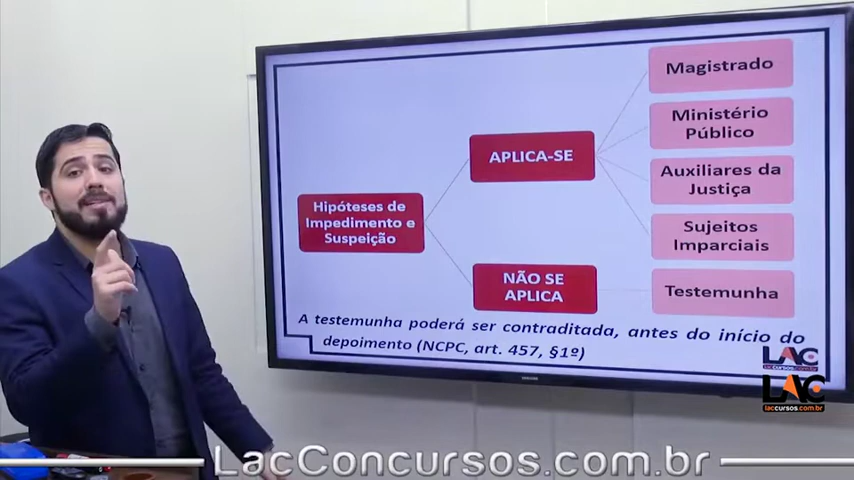 Hipóteses de
Impedimento e
Suspeição
APLICA-SE
NÃO SE
APLICA
Magistrado
Ministério
Público
Auxiliares da
Justiça
Sujeitos
Imparciais
Testemunha
A testemunha poderá ser contraditada, antes do início do
depoimento (NCPC, art. 457, §1º)
LAC
laccursos.com.br
LacConcursos.com.br